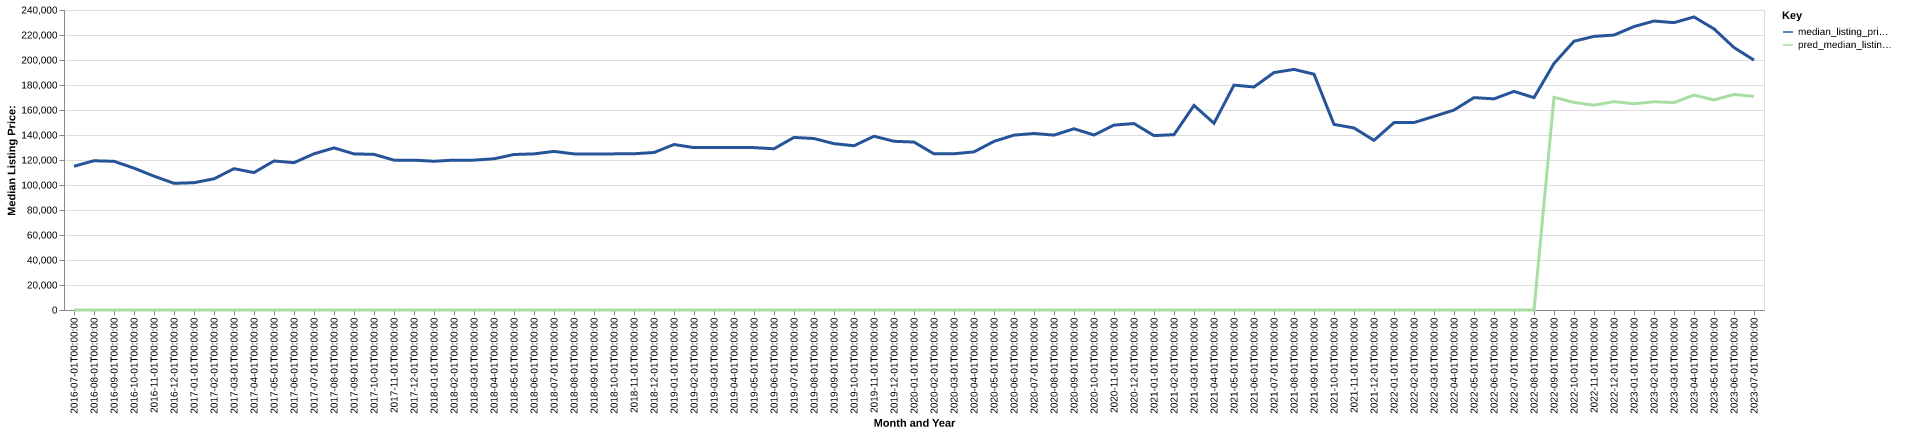 240,000
220,000
200,000
180,000
160,000
140,000
120,000
100,000
80,000
60,000
40,000
20,000
0
Median Listing Price:
2016-07-01T00:00:00
2016-08-01T00:00:00
2016-09-01T00:00:00
2016-10-01T00:00:00
2016-11-01T00:00:00
2016-12-01T00:00:00
2017-01-01T00:00:00
2017-02-01T00:00:00
2017-03-01T00:00:00
2017-04-01T00:00:00
2017-05-01T00:00:00
2017-06-01T00:00:00
2017-07-01T00:00:00
2017-08-01T00:00:00
2017-09-01T00:00:00
2017-10-01T00:00:00
2017-11-01T00:00:00
2017-12-01T00:00:00
2018-01-01T00:00:00
2018-02-01T00:00:00
2018-03-01T00:00:00
2018-04-01T00:00:00
2018-05-01T00:00:00
2018-06-01T00:00:00
2018-07-01T00:00:00
2018-08-01T00:00:00
2018-09-01T00:00:00
2018-10-01T00:00:00
2018-11-01T00:00:00
2018-12-01T00:00:00
2019-01-01T00:00:00
2019-02-01T00:00:00
2019-03-01T00:00:00
2019-04-01T00:00:00
2019-05-01T00:00:00
2019-06-01T00:00:00
2019-07-01T00:00:00
2019-08-01T00:00:00
2019-09-01T00:00:00
2019-10-01T00:00:00
2019-11-01T00:00:00
2019-12-01T00:00:00
2020-01-01T00:00:00
2020-02-01T00:00:00
2020-03-01T00:00:00
2020-04-01T00:00:00
2020-05-01T00:00:00
2020-06-01T00:00:00
2020-07-01T00:00:00
2020-08-01T00:00:00
2020-09-01T00:00:00
2020-10-01T00:00:00
2020-11-01T00:00:00
2020-12-01T00:00:00
2021-01-01T00:00:00
2021-02-01T00:00:00
2021-03-01T00:00:00
2021-04-01T00:00:00
2021-05-01T00:00:00
2021-06-01T00:00:00
2021-07-01T00:00:00
2021-08-01T00:00:00
2021-09-01T00:00:00
2021-10-01T00:00:00
2021-11-01T00:00:00
2021-12-01T00:00:00
2022-01-01T00:00:00
2022-02-01T00:00:00
2022-03-01T00:00:00
2022-04-01T00:00:00
2022-05-01T00:00:00
2022-06-01T00:00:00
2022-07-01T00:00:00
2022-08-01T00:00:00
2022-09-01T00:00:00
2022-10-01T00:00:00
2022-11-01T00:00:00
2022-12-01T00:00:00
2023-01-01T00:00:00
2023-02-01T00:00:00
2023-03-01T00:00:00
2023-04-01T00:00:00
2023-05-01T00:00:00
2023-06-01T00:00:00
2023-07-01T00:00:00
Month and Year
Key
median_listing_pri…
pred_median_listin…